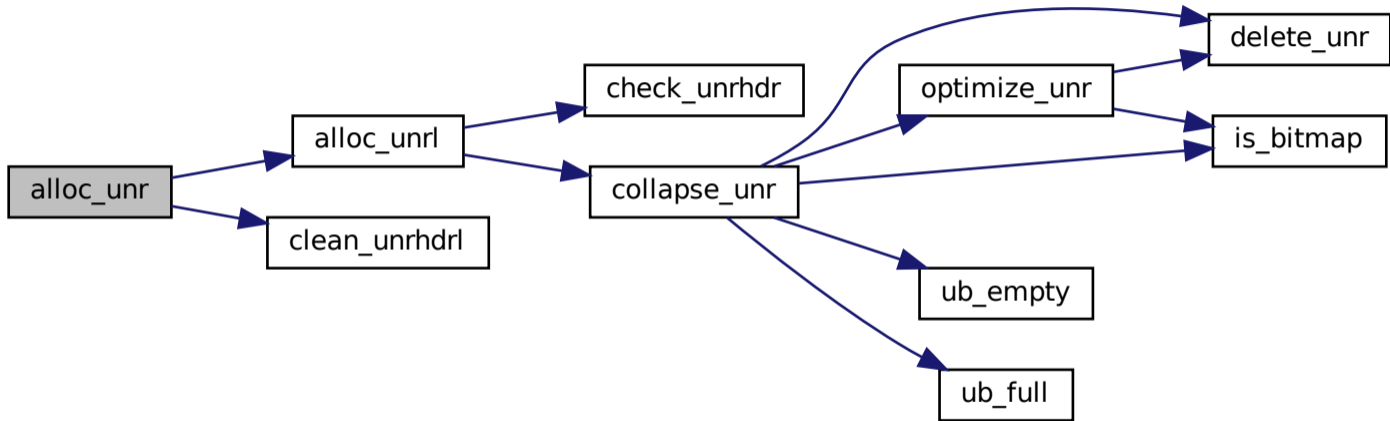 alloc_unr
alloc_unrl
clean_unrhdrl
check_unrhdr
collapse_unr
optimize_unr
delete_unr
is_bitmap
ub_empty
ub_full